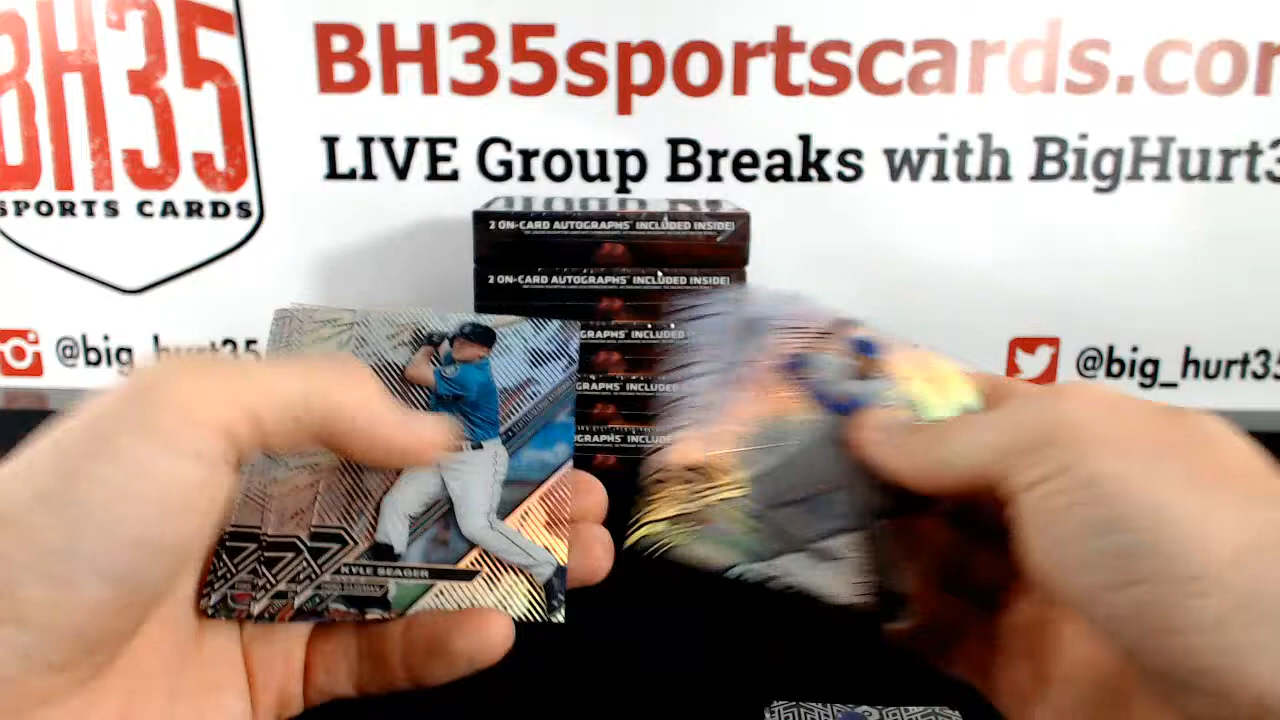 BH35
SPORTS CARDS
BH35sportscards.com
LIVE Group Breaks with BigHurt3
@big_hurt35
@big_hurt35
2 ON-CARD AUTOGRAPHS INCLUDED INSIDE!
2 ON-CARD AUTOGRAPHS INCLUDED INSIDE!
GRAPHS INCLUDED
GRAPHS INCLUDED
GRAPHS INCLUDE
KYLE SEAGER